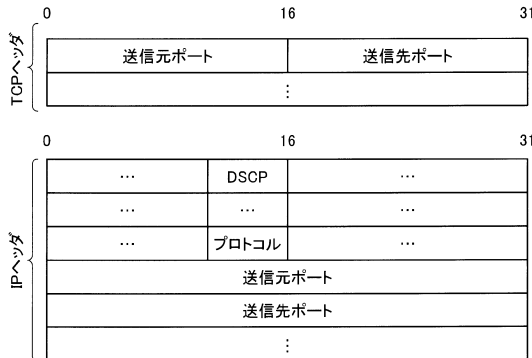 0 16 31
TCPヘッダ
送信元ポート 送信先ポート
⋮
0 16 31
IPヘッダ
… DSCP …
… … …
… プロトコル …
送信元ポート
送信先ポート
⋮